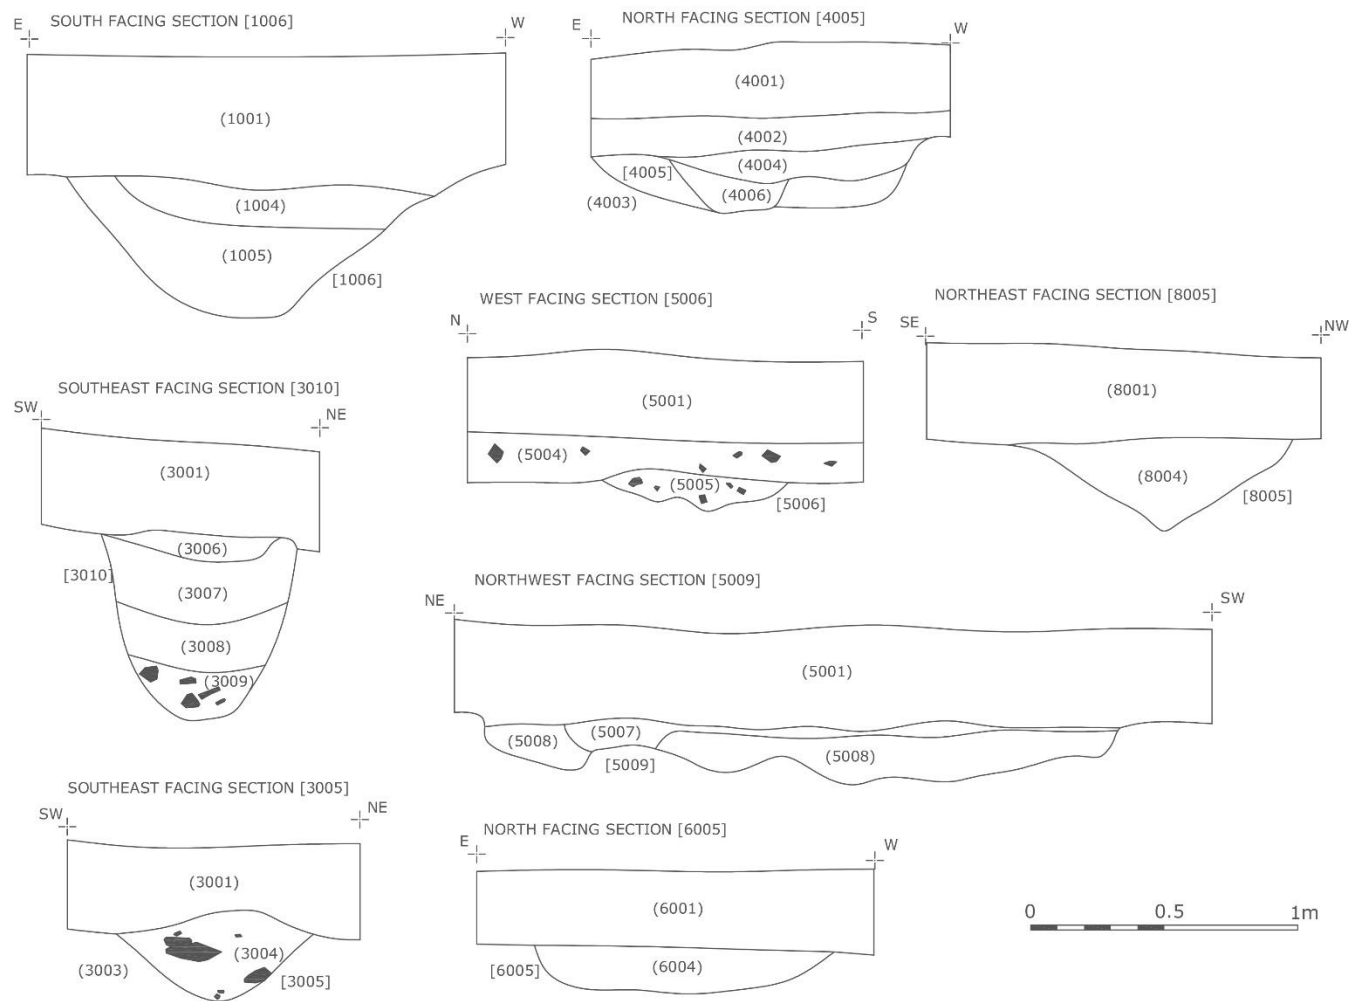 SOUTH FACING SECTION [1006]
E
W
(1001)
(1004)
(1005)
[1006]
NORTH FACING SECTION [4005]
E
W
(4001)
(4002)
(4004)
[4005]
(4006)
(4003)
WEST FACING SECTION [5006]
N
S
(5001)
(5004)
(5005)
[5006]
NORTHEAST FACING SECTION [8005]
SE
NW
(8001)
(8004)
[8005]
SOUTHEAST FACING SECTION [3010]
SW
NE
(3001)
(3006)
[3010]
(3007)
(3008)
(3009)
NORTHWEST FACING SECTION [5009]
NE
SW
(5001)
(5007)
(5008)
[5009]
(5008)
SOUTHEAST FACING SECTION [3005]
SW
NE
(3001)
(3004)
(3003)
[3005]
NORTH FACING SECTION [6005]
E
W
(6001)
(6004)
[6005]
0 0.5 1m